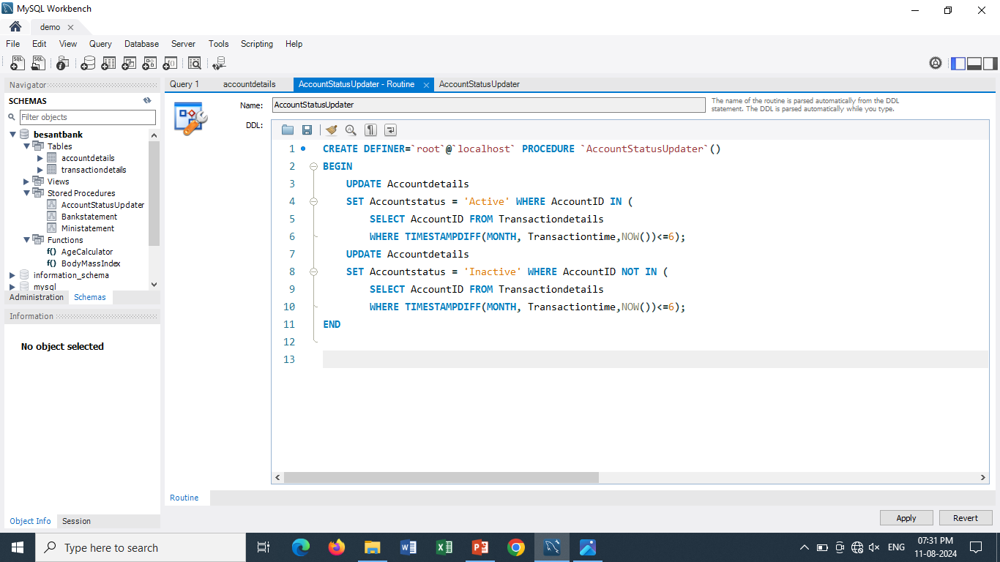 MySQL Workbench
demo
File Edit View Query Database Server Tools Scripting Help
Navigator
SCHEMAS
Filter objects
besantbank
Tables
accountdetails
transactiondetails
Views
Stored Procedures
AccountStatusUpdater
Bankstatement
Ministatement
Functions
f() AgeCalculator
f() BodyMassIndex
information_schema
mysql
Administration Schemas
Information
No object selected
Object Info Session
Query 1 accountdetails AccountStatusUpdater - Routine AccountStatusUpdater
Name: AccountStatusUpdater
The name of the routine is parsed automatically from the DDL
statement. The DDL is parsed automatically while you type.
DDL:
1 CREATE DEFINER=`root`@`localhost` PROCEDURE `AccountStatusUpdater`()
2 BEGIN
3 UPDATE Accountdetails
4 SET Accountstatus = 'Active' WHERE AccountID IN (
5 SELECT AccountID FROM Transactiondetails
6 WHERE TIMESTAMPDIFF(MONTH, Transactiontime,NOW())<=6);
7 UPDATE Accountdetails
8 SET Accountstatus = 'Inactive' WHERE AccountID NOT IN (
9 SELECT AccountID FROM Transactiondetails
10 WHERE TIMESTAMPDIFF(MONTH, Transactiontime,NOW())<=6);
11 END
12
13
Routine
Apply Revert
Type here to search
ENG
07:31 PM
11-08-2024